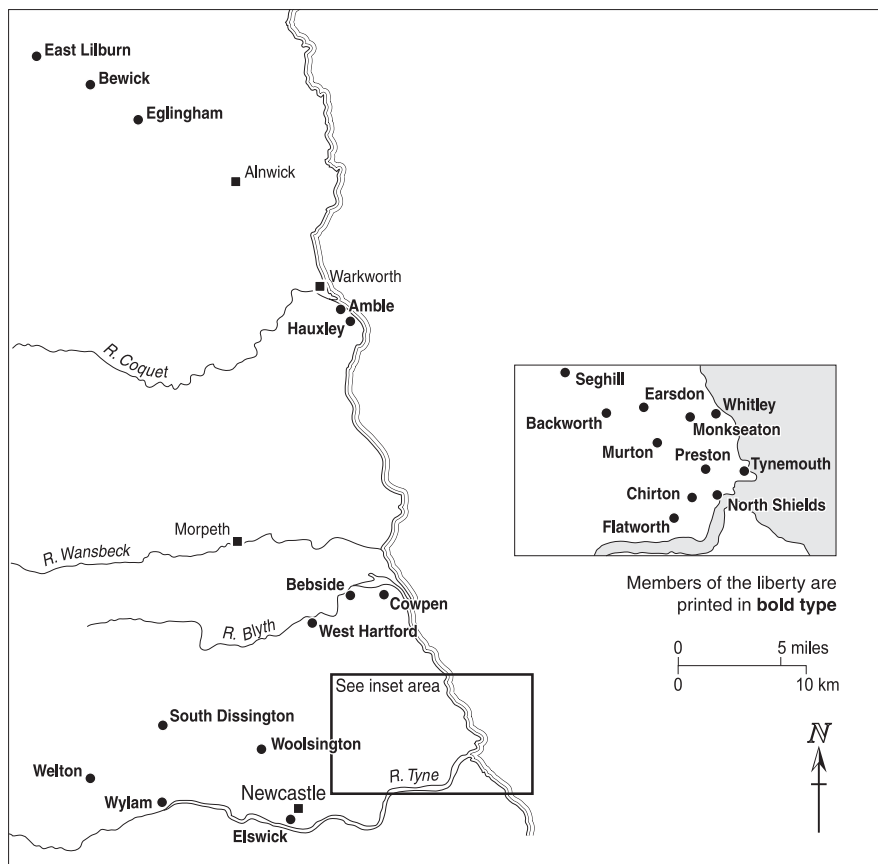 East Lilburn
Bewick
Eglingham
Alnwick
Warkworth
Amble
Hauxley
R. Coquet
Seghill
Earsdon
Whitley
Backworth
Monkseaton
Murton
Preston
Tynemouth
Chirton
North Shields
Flatworth
Morpeth
R. Wansbeck
Members of the liberty are
printed in bold type
Bebside
Cowpen
R. Blyth
West Hartford
0 5 miles
0 10 km
See inset area
South Dissington
Woolsington
N
Welton
R. Tyne
Wylam
Newcastle
Elswick